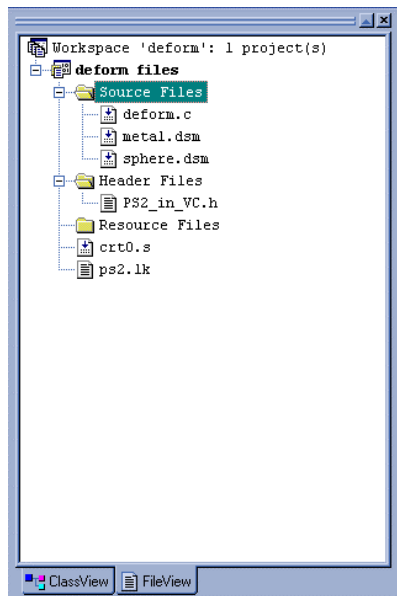 Workspace 'deform': 1 project(s)
deform files
Source Files
deform.c
metal.dsm
sphere.dsm
Header Files
PS2_in_VC.h
Resource Files
crt0.s
ps2.lk
ClassView FileView